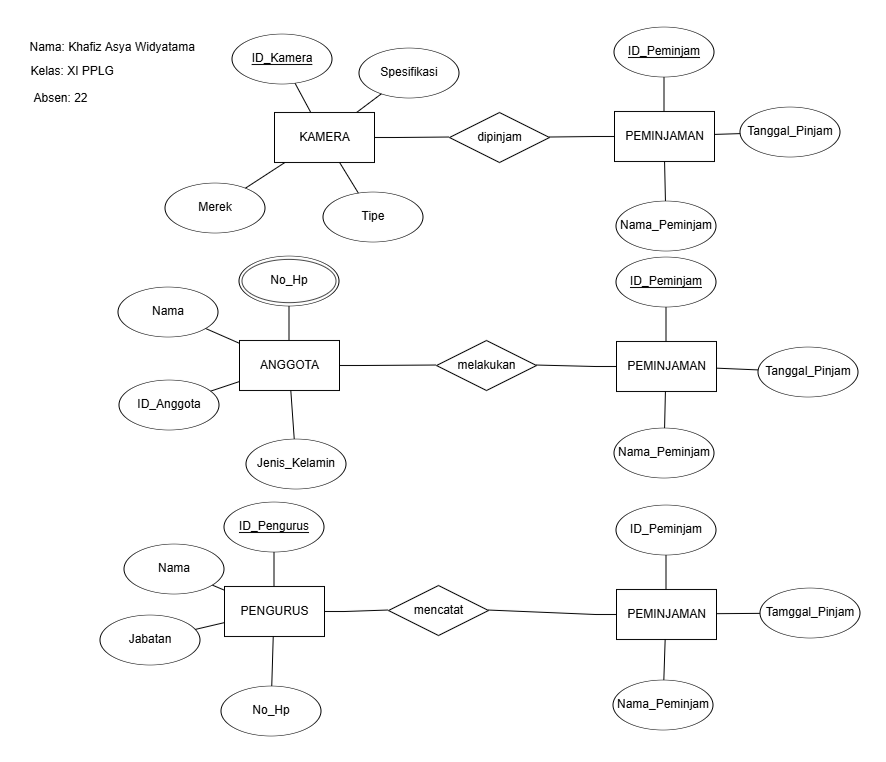 Nama: Khafiz Asya Widyatama
Kelas: XI PPLG
Absen: 22
ID_Kamera
Spesifikasi
KAMERA
Merek
Tipe
dipinjam
ID_Peminjam
PEMINJAMAN
Tanggal_Pinjam
Nama_Peminjam
No_Hp
Nama
ANGGOTA
ID_Anggota
Jenis_Kelamin
melakukan
ID_Peminjam
PEMINJAMAN
Tanggal_Pinjam
Nama_Peminjam
ID_Pengurus
Nama
PENGURUS
Jabatan
No_Hp
mencatat
ID_Peminjam
PEMINJAMAN
Tamggal_Pinjam
Nama_Peminjam